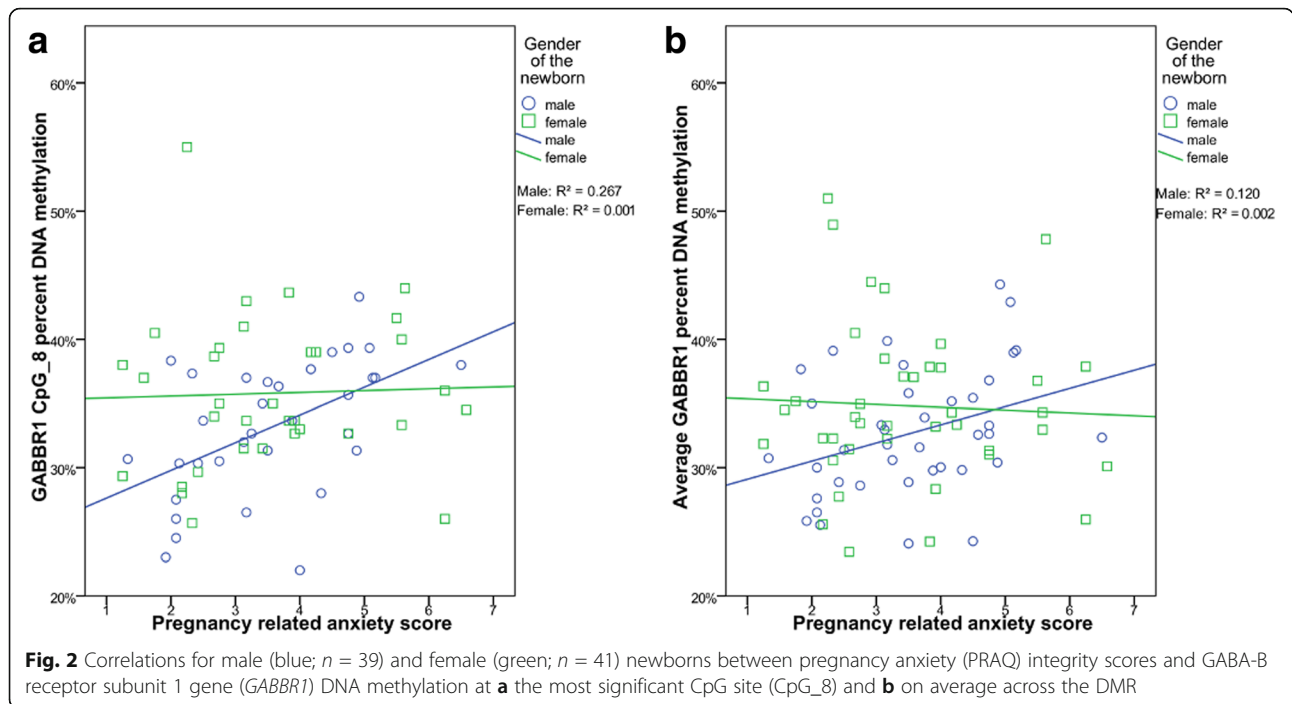 a
GABBR1 CpG_8 percent DNA methylation
60%
50%
40%
30%
20%
1 2 3 4 5 6 7
Pregnancy related anxiety score
Gender
of the
newborn
male
female
male
female
Male: R² = 0.267
Female: R² = 0.001
b
Average GABBR1 percent DNA methylation
60%
50%
40%
30%
20%
1 2 3 4 5 6 7
Pregnancy related anxiety score
Gender
of the
newborn
male
female
male
female
Male: R² = 0.120
Female: R² = 0.002
Fig. 2 Correlations for male (blue; n = 39) and female (green; n = 41) newborns between pregnancy anxiety (PRAQ) integrity scores and GABA-B
receptor subunit 1 gene (GABBR1) DNA methylation at a the most significant CpG site (CpG_8) and b on average across the DMR